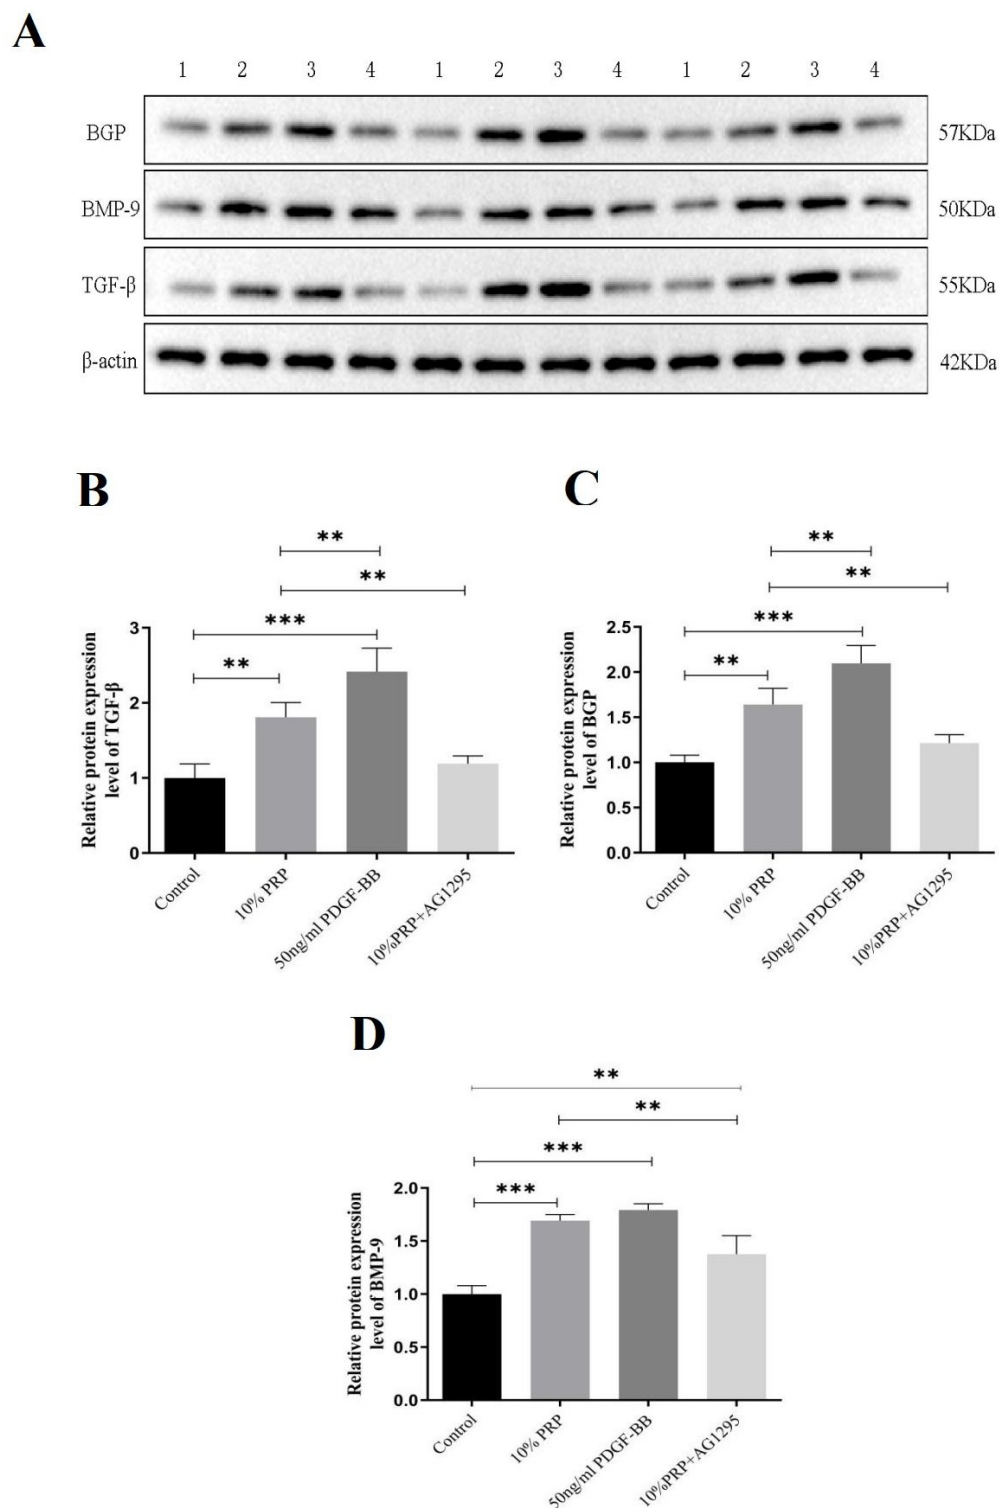 A
1 2 3 4 1 2 3 4 1 2 3 4
BGP 57KDa
BMP-9 50KDa
TGF-β 55KDa
β-actin 42KDa
B
**
**
***
**
Relative protein expression
level of TGF-β
3
2
1
0
Control
10% PRP
50ng/ml PDGF-BB
10%PRP+AG1295
C
**
**
***
**
Relative protein expression
level of BGP
2.5
2.0
1.5
1.0
0.5
0.0
Control
10% PRP
50ng/ml PDGF-BB
10%PRP+AG1295
D
**
**
***
***
Relative protein expression
level of BMP-9
2.0
1.5
1.0
0.5
0.0
Control
10% PRP
50ng/ml PDGF-BB
10%PRP+AG1295